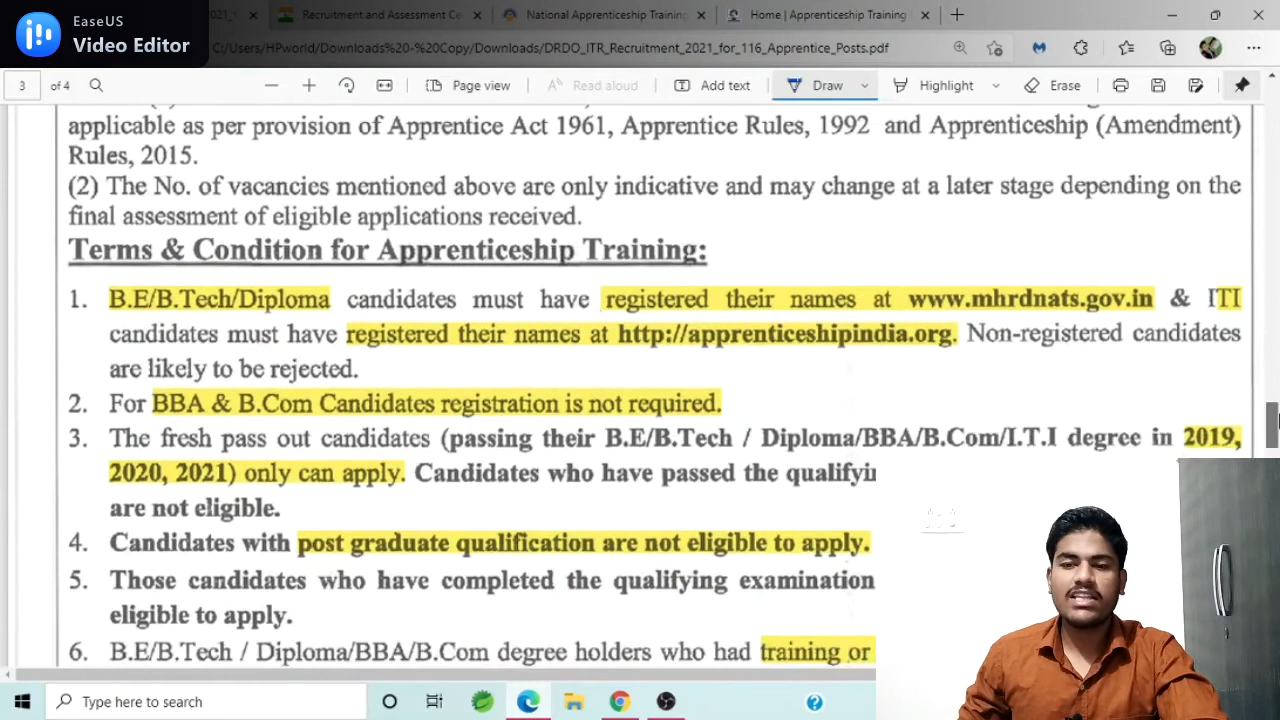 EaseUS
Video Editor
2021_
Recruitment and Assessment Ce
National Apprenticeship Training
Home | Apprenticeship Training
C:/Users/HPworld/Downloads%20-%20Copy/Downloads/DRDO_ITR_Recruitment_2021_for_116_Apprentice_Posts.pdf
3 of 4
Page view
Read aloud
Add text
Draw
Highlight
Erase
applicable as per provision of Apprentice Act 1961, Apprentice Rules, 1992 and Apprenticeship (Amendment)
Rules, 2015.
(2) The No. of vacancies mentioned above are only indicative and may change at a later stage depending on the
final assessment of eligible applications received.
Terms & Condition for Apprenticeship Training:
1. B.E/B.Tech/Diploma candidates must have registered their names at www.mhrdnats.gov.in & ITI
candidates must have registered their names at http://apprenticeshipindia.org. Non-registered candidates
are likely to be rejected.
2. For BBA & B.Com Candidates registration is not required.
3. The fresh pass out candidates (passing their B.E/B.Tech / Diploma/BBA/B.Com/I.T.I degree in 2019,
2020, 2021) only can apply. Candidates who have passed the qualifyin
are not eligible.
4. Candidates with post graduate qualification are not eligible to apply.
5. Those candidates who have completed the qualifying examination
eligible to apply.
6. B.E/B.Tech / Diploma/BBA/B.Com degree holders who had training or
Type here to search